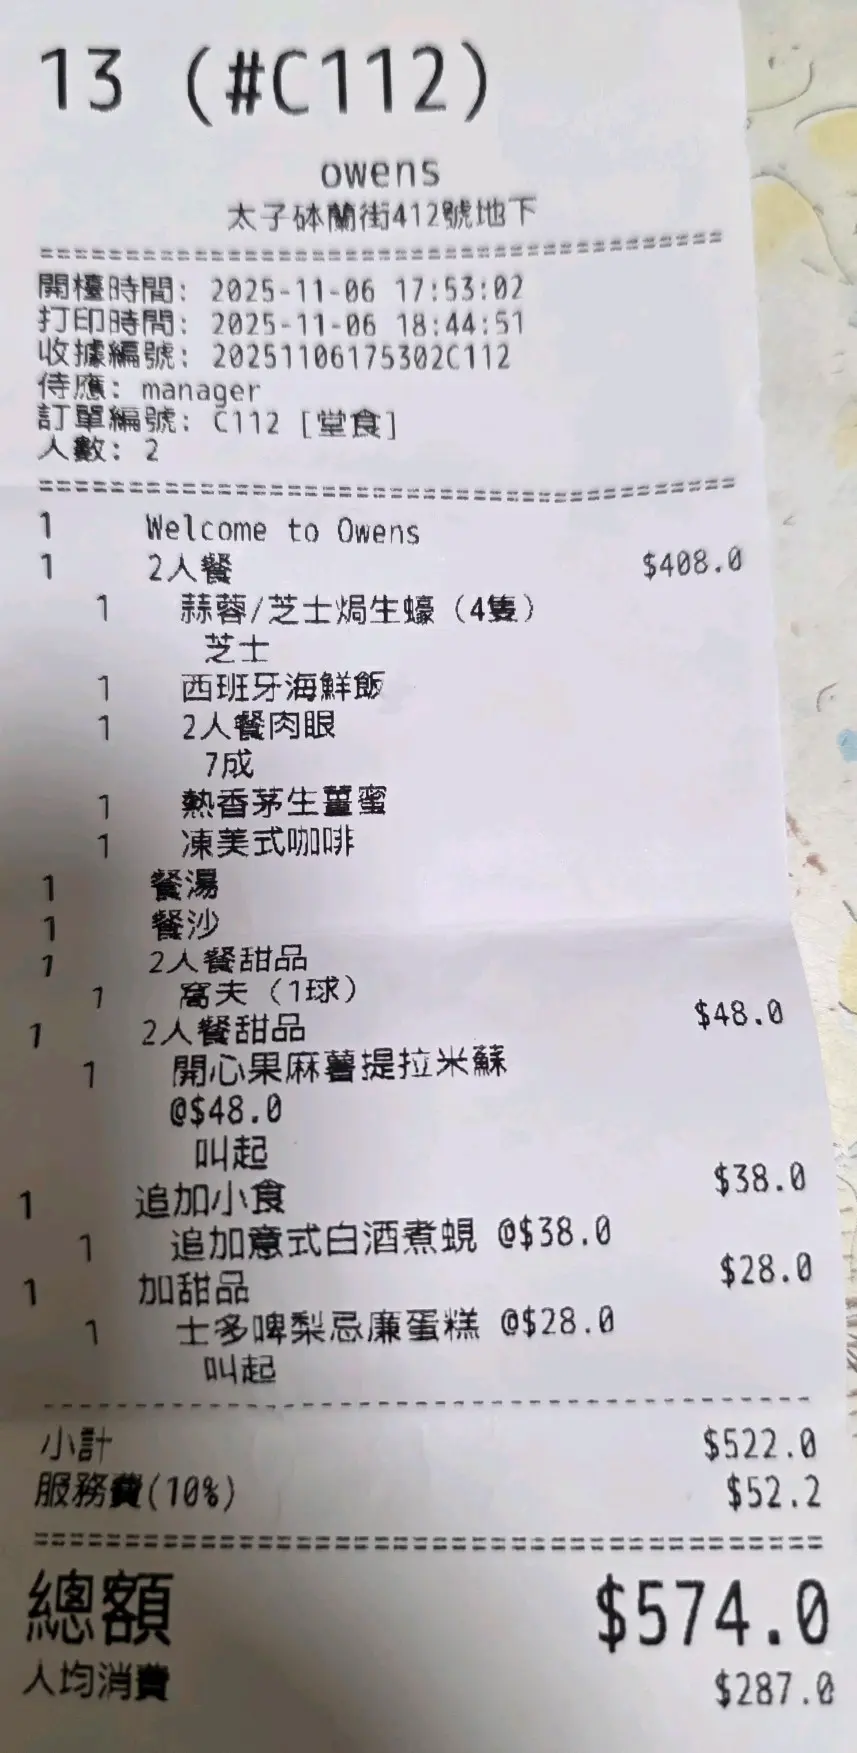 13 (#C112)
owens
太子砵蘭街412號地下
開檯時間: 2025-11-06 17:53:02
打印時間: 2025-11-06 18:44:51
收據編號: 20251106175302C112
侍應: manager
訂單編號: C112 [堂食]
人數: 2
1 Welcome to Owens
1 2人餐 $408.0
1 蒜蓉/芝士焗生蠔 (4隻)
芝士
1 西班牙海鮮飯
1 2人餐肉眼
7成
1 熱香茅生薑蜜
1 凍美式咖啡
1 餐湯
1 餐沙
1 2人餐甜品
1 窩夫 (1球)
1 2人餐甜品 $48.0
1 開心果麻薯提拉米蘇
@$48.0
叫起
1 追加小食 $38.0
1 追加意式白酒煮蜆 @$38.0
1 加甜品 $28.0
1 士多啤梨忌廉蛋糕 @$28.0
叫起
小計 $522.0
服務費(10%) $52.2
總額 $574.0
人均消費 $287.0